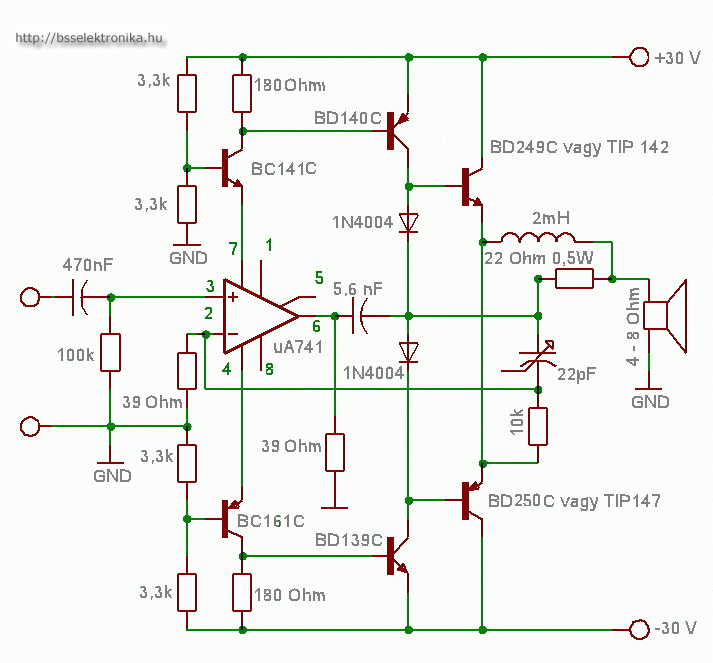 http://bsselektronika.hu
+30 V
3,3k
180Ohm
BD140C
BD249C vagy TIP 142
BC141C
3,3k
1N4004
2mH
GND
7
1
22 Ohm 0,5W
470nF
3
5
5,6 nF
2
6
4 - 8 Ohm
100k
uA741
4
8
1N4004
22pF
39 Ohm
GND
10k
3,3k
39 Ohm
GND
BD250C vagy TIP147
BC161C
BD139C
3,3k
180 Ohm
-30 V